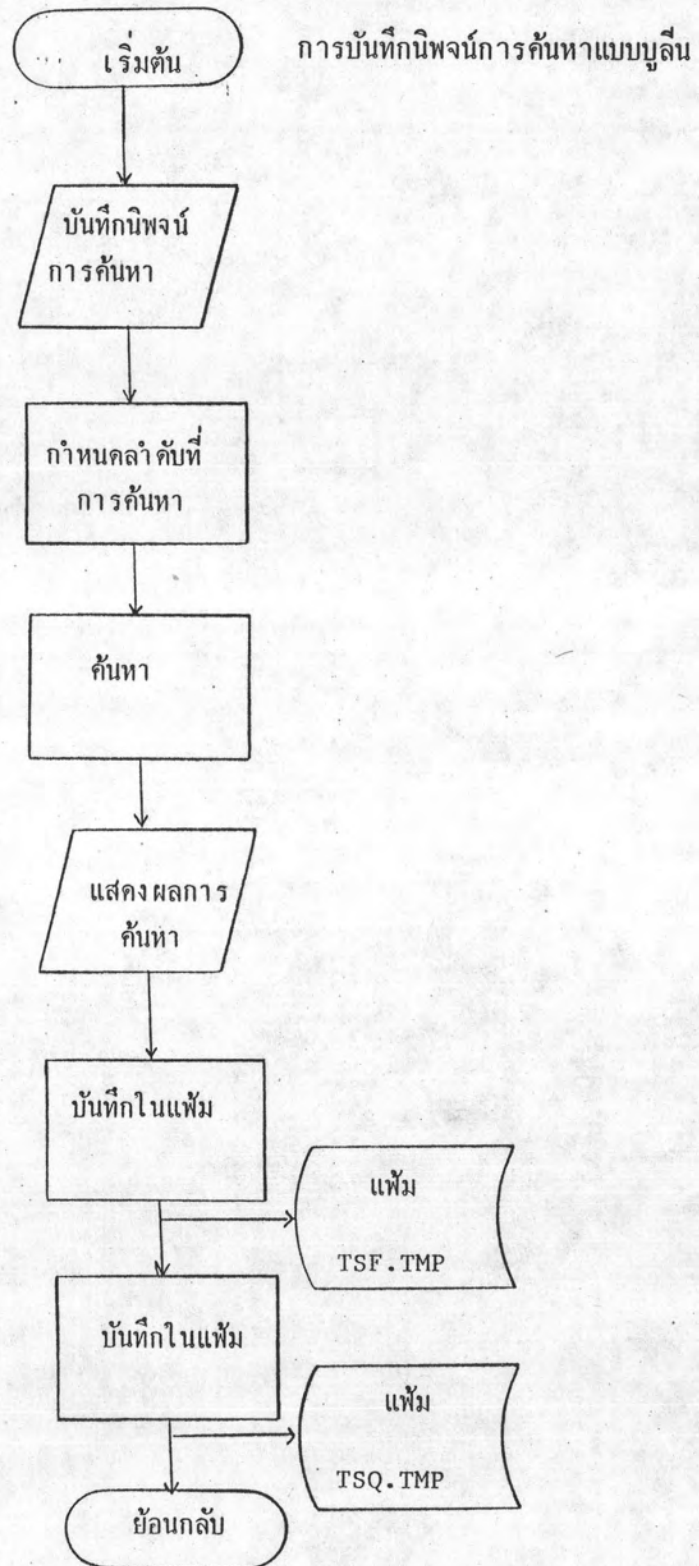 เริ่มต้น
การบันทึกนิพจน์การค้นหาแบบบูลีน
บันทึกนิพจน์
การค้นหา
กำหนดลำดับที่
การค้นหา
ค้นหา
แสดงผลการ
ค้นหา
บันทึกในแฟ้ม
แฟ้ม
TSF.TMP
บันทึกในแฟ้ม
แฟ้ม
TSQ.TMP
ย้อนกลับ